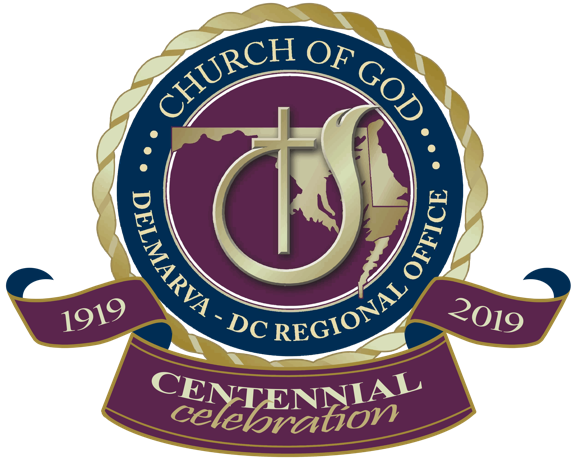 CHURCH OF GOD
DELMARVA - DC REGIONAL OFFICE
1919
2019
CENTENNIAL
celebration